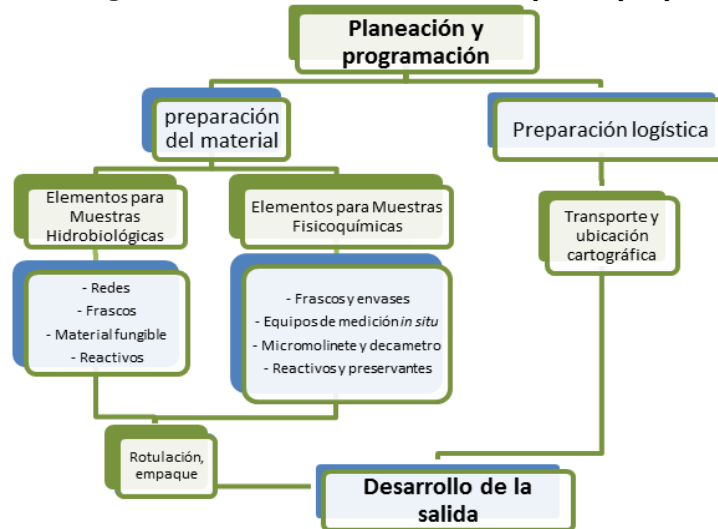 Planeación y
programación
preparación
del material
Preparación logística
Elementos para
Muestras
Hidrobiológicas
Elementos para Muestras
Fisicoquímicas
Transporte y
ubicación
cartográfica
- Redes
- Frascos
- Material fungible
- Reactivos
- Frascos y envases
- Equipos de medición in situ
- Micromolinete y decametro
- Reactivos y preservantes
Rotulación,
empaque
Desarrollo de la
salida